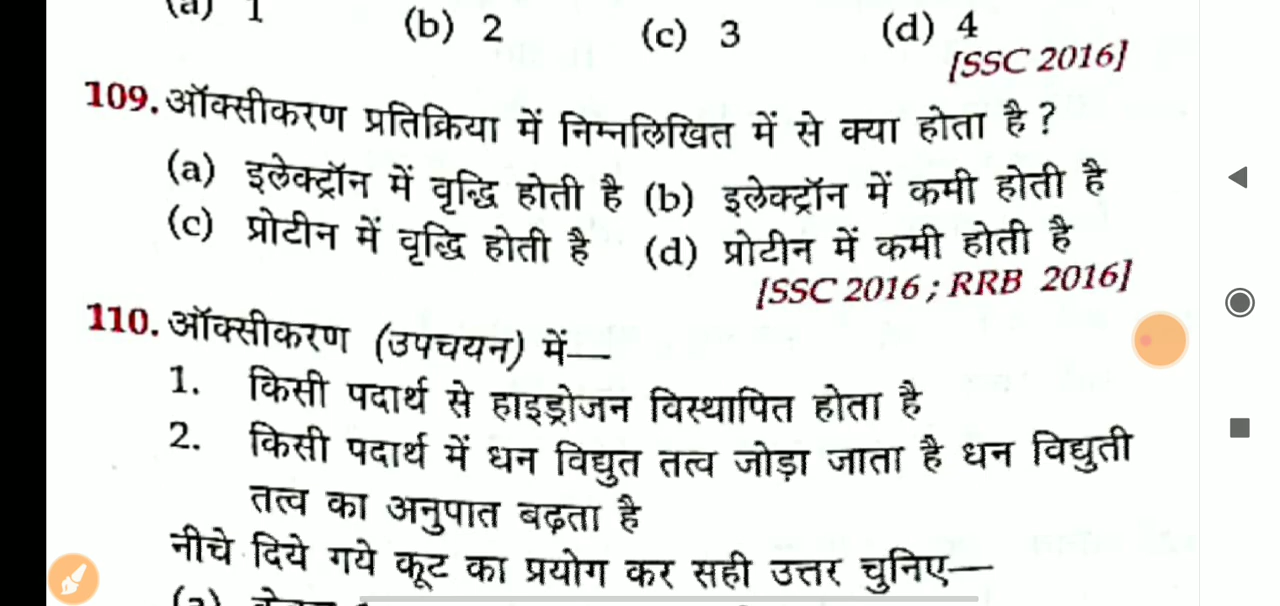 (a) 1 (b) 2 (c) 3 (d) 4
[SSC 2016]
109. ऑक्सीकरण प्रतिक्रिया में निम्नलिखित में से क्या होता है ?
(a) इलेक्ट्रॉन में वृद्धि होती है (b) इलेक्ट्रॉन में कमी होती है
(c) प्रोटीन में वृद्धि होती है (d) प्रोटीन में कमी होती है
[SSC 2016 ; RRB 2016]
110. ऑक्सीकरण (उपचयन) में—
1. किसी पदार्थ से हाइड्रोजन विस्थापित होता है
2. किसी पदार्थ में धन विद्युत तत्व जोड़ा जाता है धन विद्युती
तत्व का अनुपात बढ़ता है
नीचे दिये गये कूट का प्रयोग कर सही उत्तर चुनिए—
(a)